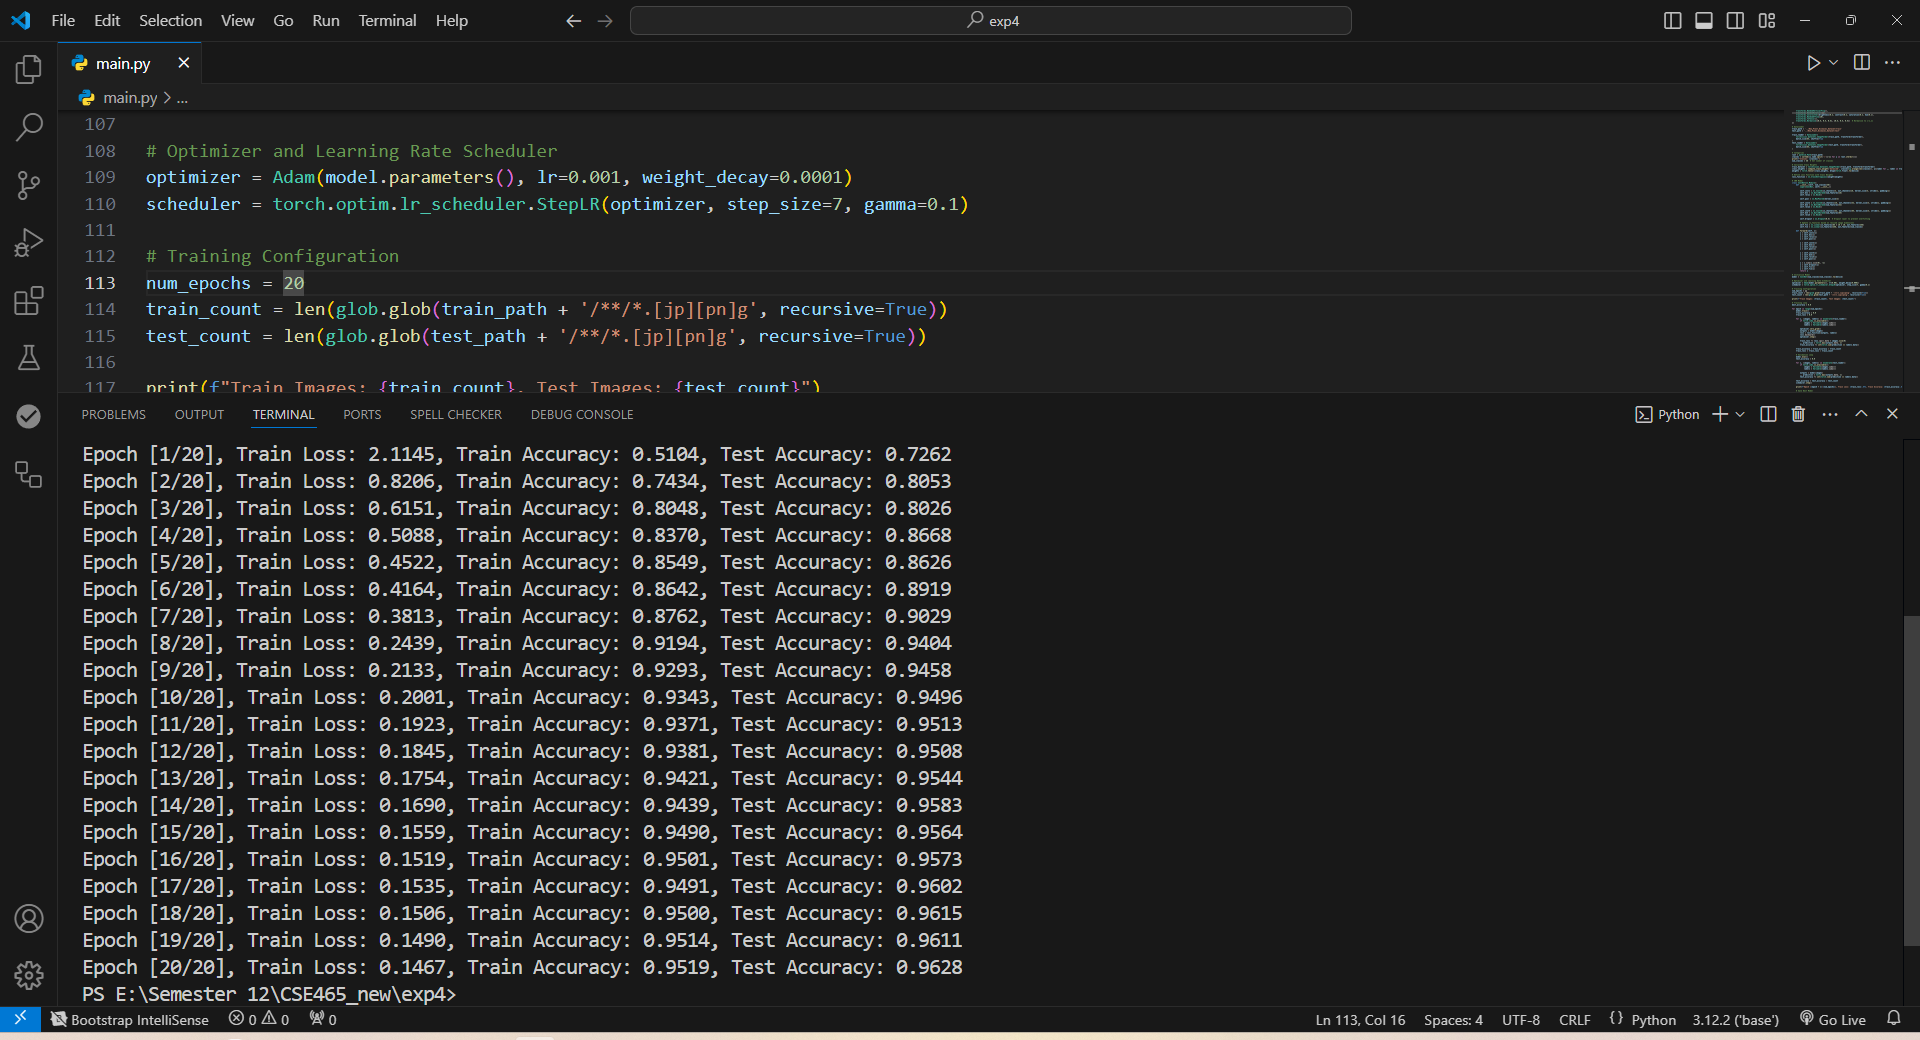 File Edit Selection View Go Run Terminal Help
exp4
main.py
main.py > ...
107
108 # Optimizer and Learning Rate Scheduler
109 optimizer = Adam(model.parameters(), lr=0.001, weight_decay=0.0001)
110 scheduler = torch.optim.lr_scheduler.StepLR(optimizer, step_size=7, gamma=0.1)
111
112 # Training Configuration
113 num_epochs = 20
114 train_count = len(glob.glob(train_path + '/**/*.[jp][pn]g', recursive=True))
115 test_count = len(glob.glob(test_path + '/**/*.[jp][pn]g', recursive=True))
116
117 print(f"Train Images: {train_count}, Test Images: {test_count}")
PROBLEMS OUTPUT TERMINAL PORTS SPELL CHECKER DEBUG CONSOLE
Python
Epoch [1/20], Train Loss: 2.1145, Train Accuracy: 0.5104, Test Accuracy: 0.7262
Epoch [2/20], Train Loss: 0.8206, Train Accuracy: 0.7434, Test Accuracy: 0.8053
Epoch [3/20], Train Loss: 0.6151, Train Accuracy: 0.8048, Test Accuracy: 0.8026
Epoch [4/20], Train Loss: 0.5088, Train Accuracy: 0.8370, Test Accuracy: 0.8668
Epoch [5/20], Train Loss: 0.4522, Train Accuracy: 0.8549, Test Accuracy: 0.8626
Epoch [6/20], Train Loss: 0.4164, Train Accuracy: 0.8642, Test Accuracy: 0.8919
Epoch [7/20], Train Loss: 0.3813, Train Accuracy: 0.8762, Test Accuracy: 0.9029
Epoch [8/20], Train Loss: 0.2439, Train Accuracy: 0.9194, Test Accuracy: 0.9404
Epoch [9/20], Train Loss: 0.2133, Train Accuracy: 0.9293, Test Accuracy: 0.9458
Epoch [10/20], Train Loss: 0.2001, Train Accuracy: 0.9343, Test Accuracy: 0.9496
Epoch [11/20], Train Loss: 0.1923, Train Accuracy: 0.9371, Test Accuracy: 0.9513
Epoch [12/20], Train Loss: 0.1845, Train Accuracy: 0.9381, Test Accuracy: 0.9508
Epoch [13/20], Train Loss: 0.1754, Train Accuracy: 0.9421, Test Accuracy: 0.9544
Epoch [14/20], Train Loss: 0.1690, Train Accuracy: 0.9439, Test Accuracy: 0.9583
Epoch [15/20], Train Loss: 0.1559, Train Accuracy: 0.9490, Test Accuracy: 0.9564
Epoch [16/20], Train Loss: 0.1519, Train Accuracy: 0.9501, Test Accuracy: 0.9573
Epoch [17/20], Train Loss: 0.1535, Train Accuracy: 0.9491, Test Accuracy: 0.9602
Epoch [18/20], Train Loss: 0.1506, Train Accuracy: 0.9500, Test Accuracy: 0.9615
Epoch [19/20], Train Loss: 0.1490, Train Accuracy: 0.9514, Test Accuracy: 0.9611
Epoch [20/20], Train Loss: 0.1467, Train Accuracy: 0.9519, Test Accuracy: 0.9628
PS E:\Semester 12\CSE465_new\exp4>
Bootstrap IntelliSense 0 0 0 Ln 113, Col 16 Spaces: 4 UTF-8 CRLF {} Python 3.12.2 ('base') Go Live